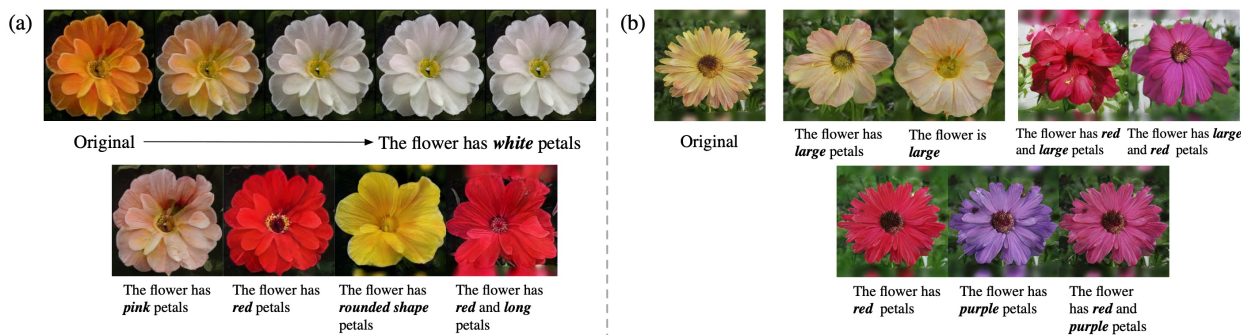 (a)
Original
The flower has white petals
The flower has
pink petals
The flower has
red petals
The flower has
rounded shape
petals
The flower has
red and long
petals
(b)
Original
The flower has
large petals
The flower is
large
The flower has red
and large petals
The flower has large
and red petals
The flower has
red petals
The flower has
purple petals
The flower
has red and
purple petals